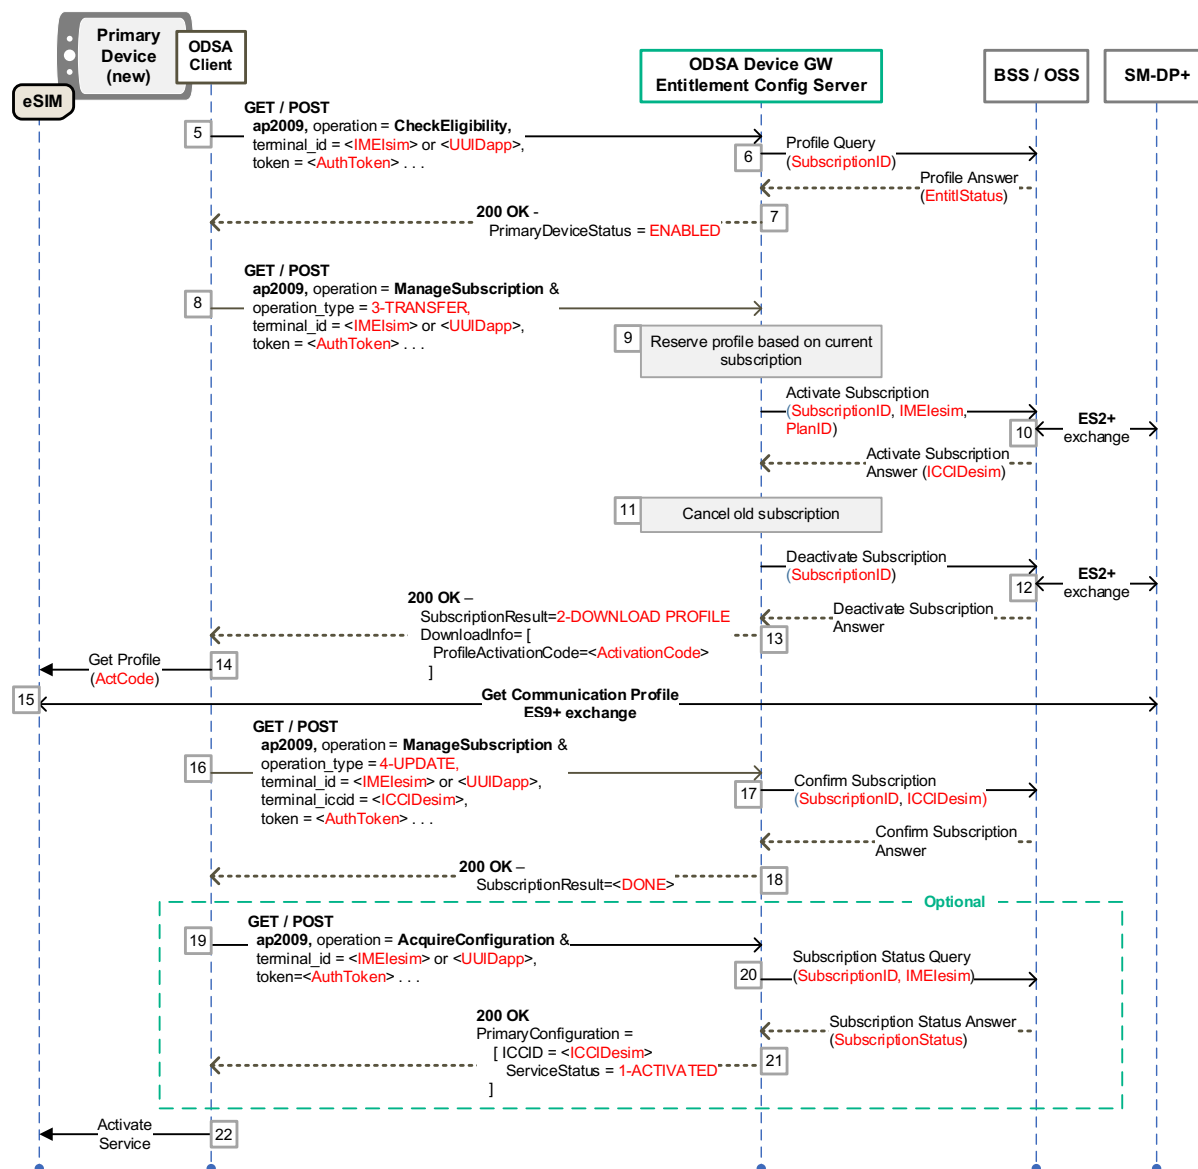 Primary
Device
(new)
ODSA
Client
eSIM
ODSA Device GW
Entitlement Config Server
BSS / OSS
SM-DP+
GET / POST
5
ap2009, operation = CheckEligibility,
terminal_id = <IMEIsim> or <UUIDapp>,
token = <AuthToken> . . .
6
Profile Query
(SubscriptionID)
Profile Answer
(EntitlStatus)
200 OK -
PrimaryDeviceStatus = ENABLED
7
GET / POST
8
ap2009, operation = ManageSubscription &
operation_type = 3-TRANSFER,
terminal_id = <IMEIsim> or <UUIDapp>,
token = <AuthToken> . . .
9
Reserve profile based on current
subscription
Activate Subscription
(SubscriptionID, IMEIesim,
PlanID)
10
ES2+
exchange
Activate Subscription
Answer (ICCIDesim)
11
Cancel old subscription
Deactivate Subscription
(SubscriptionID)
12
ES2+
exchange
Deactivate Subscription
Answer
200 OK –
SubscriptionResult=2-DOWNLOAD PROFILE
DownloadInfo= [
ProfileActivationCode=<ActivationCode>
]
13
Get Profile
(ActCode)
14
15
Get Communication Profile
ES9+ exchange
GET / POST
16
ap2009, operation = ManageSubscription &
operation_type = 4-UPDATE,
terminal_id = <IMEIesim> or <UUIDapp>,
terminal_iccid = <ICCIDesim>,
token = <AuthToken> . . .
17
Confirm Subscription
(SubscriptionID, ICCIDesim)
Confirm Subscription
Answer
200 OK –
SubscriptionResult=<DONE>
18
Optional
GET / POST
19
ap2009, operation = AcquireConfiguration &
terminal_id = <IMEIesim> or <UUIDapp>,
token=<AuthToken> . . .
20
Subscription Status Query
(SubscriptionID, IMEIesim)
Subscription Status Answer
(SubscriptionStatus)
200 OK
PrimaryConfiguration =
[ ICCID = <ICCIDesim>
ServiceStatus = 1-ACTIVATED
]
21
Activate
Service
22